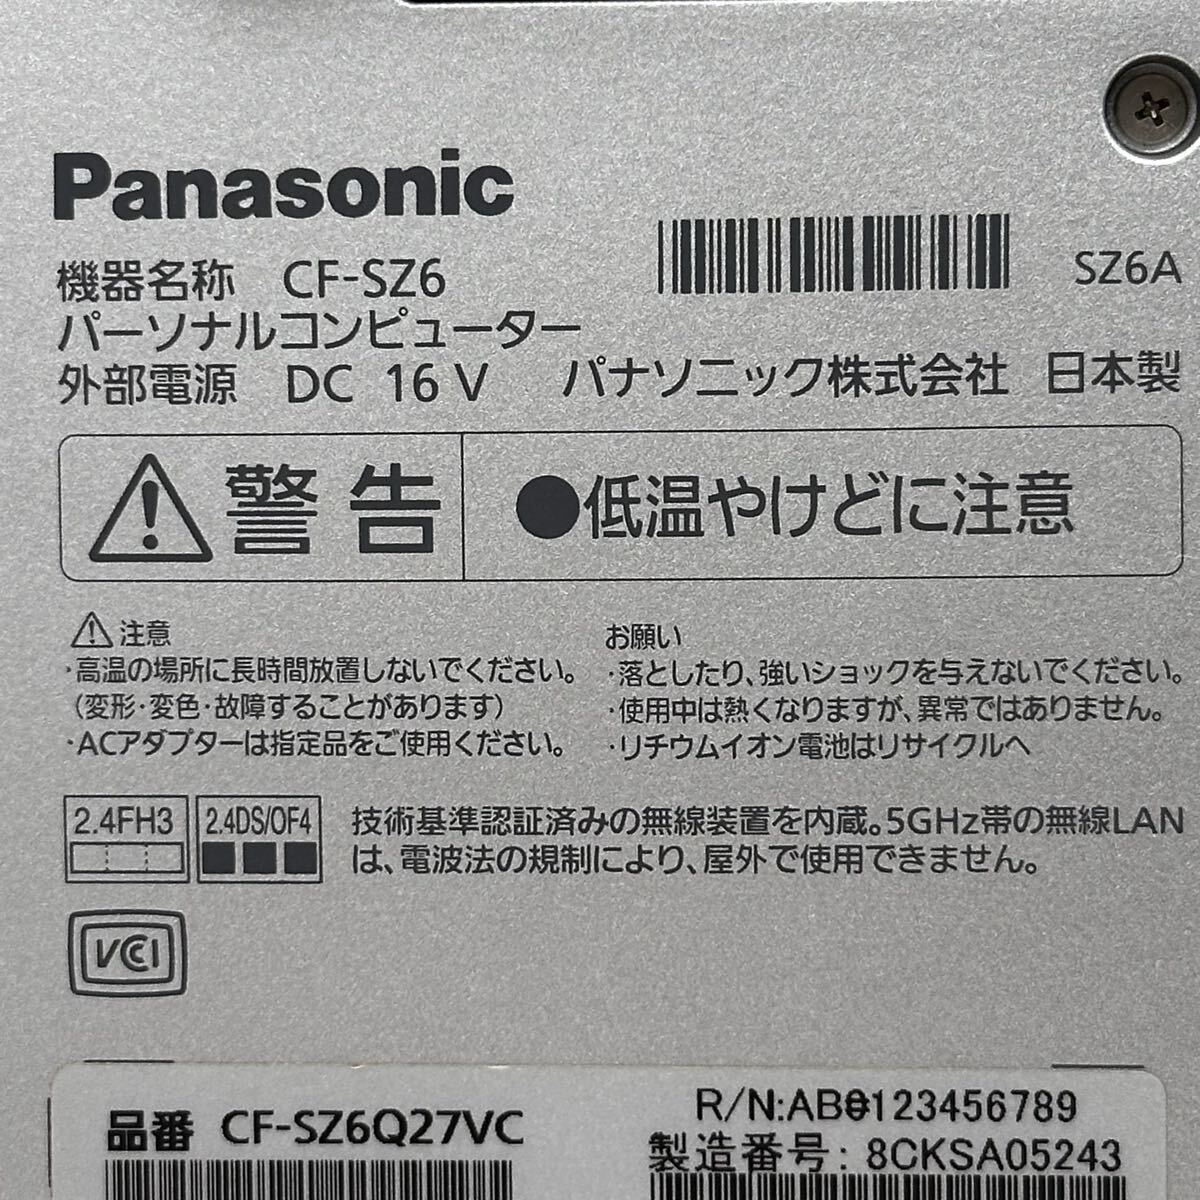 Panasonic
機器名称 CF-SZ6
SZ6A
パーソナルコンピューター
外部電源 DC 16 V パナソニック株式会社 日本製
警告 ●低温やけどに注意
注意
・高温の場所に長時間放置しないでください。
（変形・変色・故障することがあります）
・ACアダプターは指定品をご使用ください。
お願い
・落としたり、強いショックを与えないでください。
・使用中は熱くなりますが、異常ではありません。
・リチウムイオン電池はリサイクルへ
2.4FH3 2.4DS/OF4
技術基準認証済みの無線装置を内蔵。5GHz帯の無線LAN
は、電波法の規制により、屋外で使用できません。
VCCI
品番 CF-SZ6Q27VC
R/N:AB0123456789
製造番号: 8CKSA05243